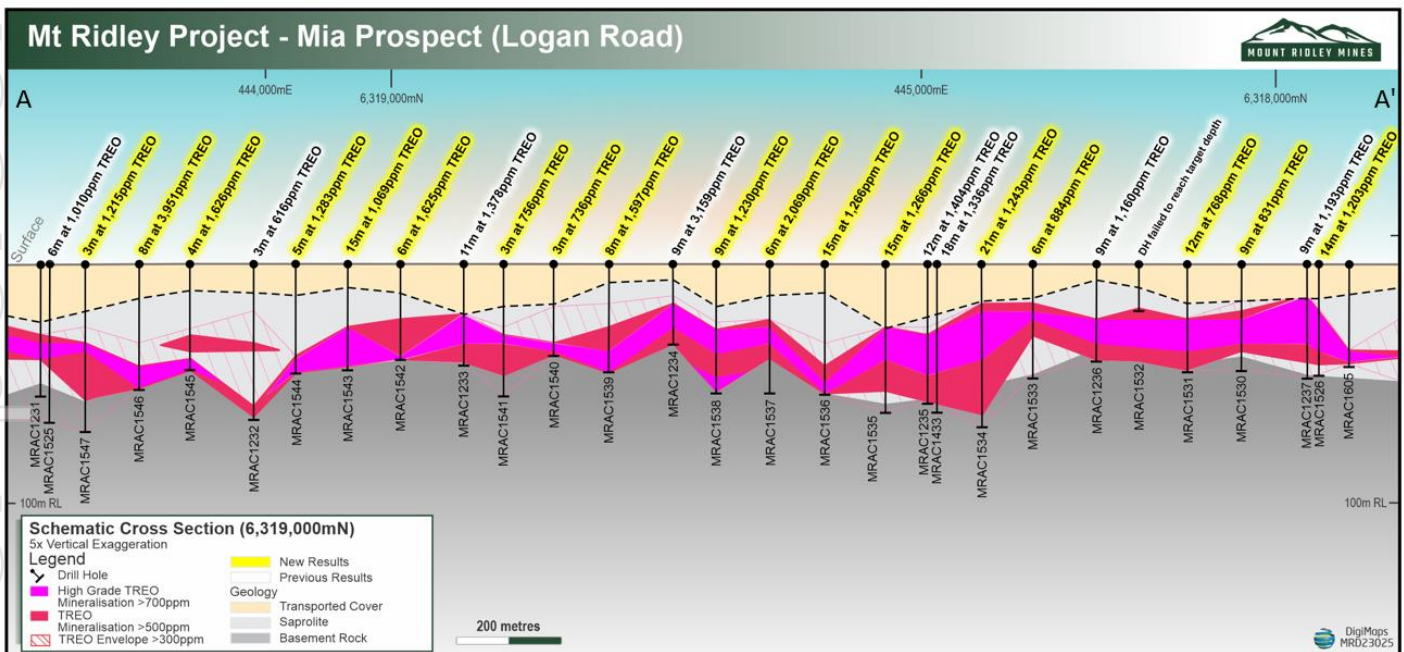 Mt Ridley Project - Mia Prospect (Logan Road)
MOUNT RIDLEY MINES
444,000mE
6,319,000mN
445,000mE
6,318,000mN
A
A'
Surface
6m at 1,010ppm TREO
3m at 1,215ppm TREO
8m at 3,951ppm TREO
4m at 1,626ppm TREO
3m at 616ppm TREO
5m at 1,283ppm TREO
15m at 1,069ppm TREO
6m at 1,625ppm TREO
11m at 1,378ppm TREO
3m at 756ppm TREO
3m at 736ppm TREO
8m at 1,597ppm TREO
9m at 3,159ppm TREO
9m at 1,230ppm TREO
6m at 2,069ppm TREO
15m at 1,266ppm TREO
15m at 1,266ppm TREO
12m at 1,404ppm TREO
18m at 1,336ppm TREO
21m at 1,243ppm TREO
6m at 884ppm TREO
9m at 1,160ppm TREO
DH failed to reach target depth
12m at 768ppm TREO
9m at 831ppm TREO
9m at 1,193ppm TREO
14m at 1,203ppm TREO
MRAC1231
MRAC1525
MRAC1547
MRAC1546
MRAC1545
MRAC1232
MRAC1544
MRAC1543
MRAC1542
MRAC1233
MRAC1541
MRAC1540
MRAC1539
MRAC1234
MRAC1538
MRAC1537
MRAC1536
MRAC1535
MRAC1235
MRAC1433
MRAC1534
MRAC1533
MRAC1236
MRAC1532
MRAC1531
MRAC1530
MRAC1237
MRAC1526
MRAC1605
100m RL
100m RL
Schematic Cross Section (6,319,000mN)
5x Vertical Exaggeration
Legend
Drill Hole
High Grade TREO
Mineralisation >700ppm
TREO
Mineralisation >500ppm
TREO Envelope >300ppm
New Results
Previous Results
Geology
Transported Cover
Saprolite
Basement Rock
200 metres
DigiMaps
MRD23025